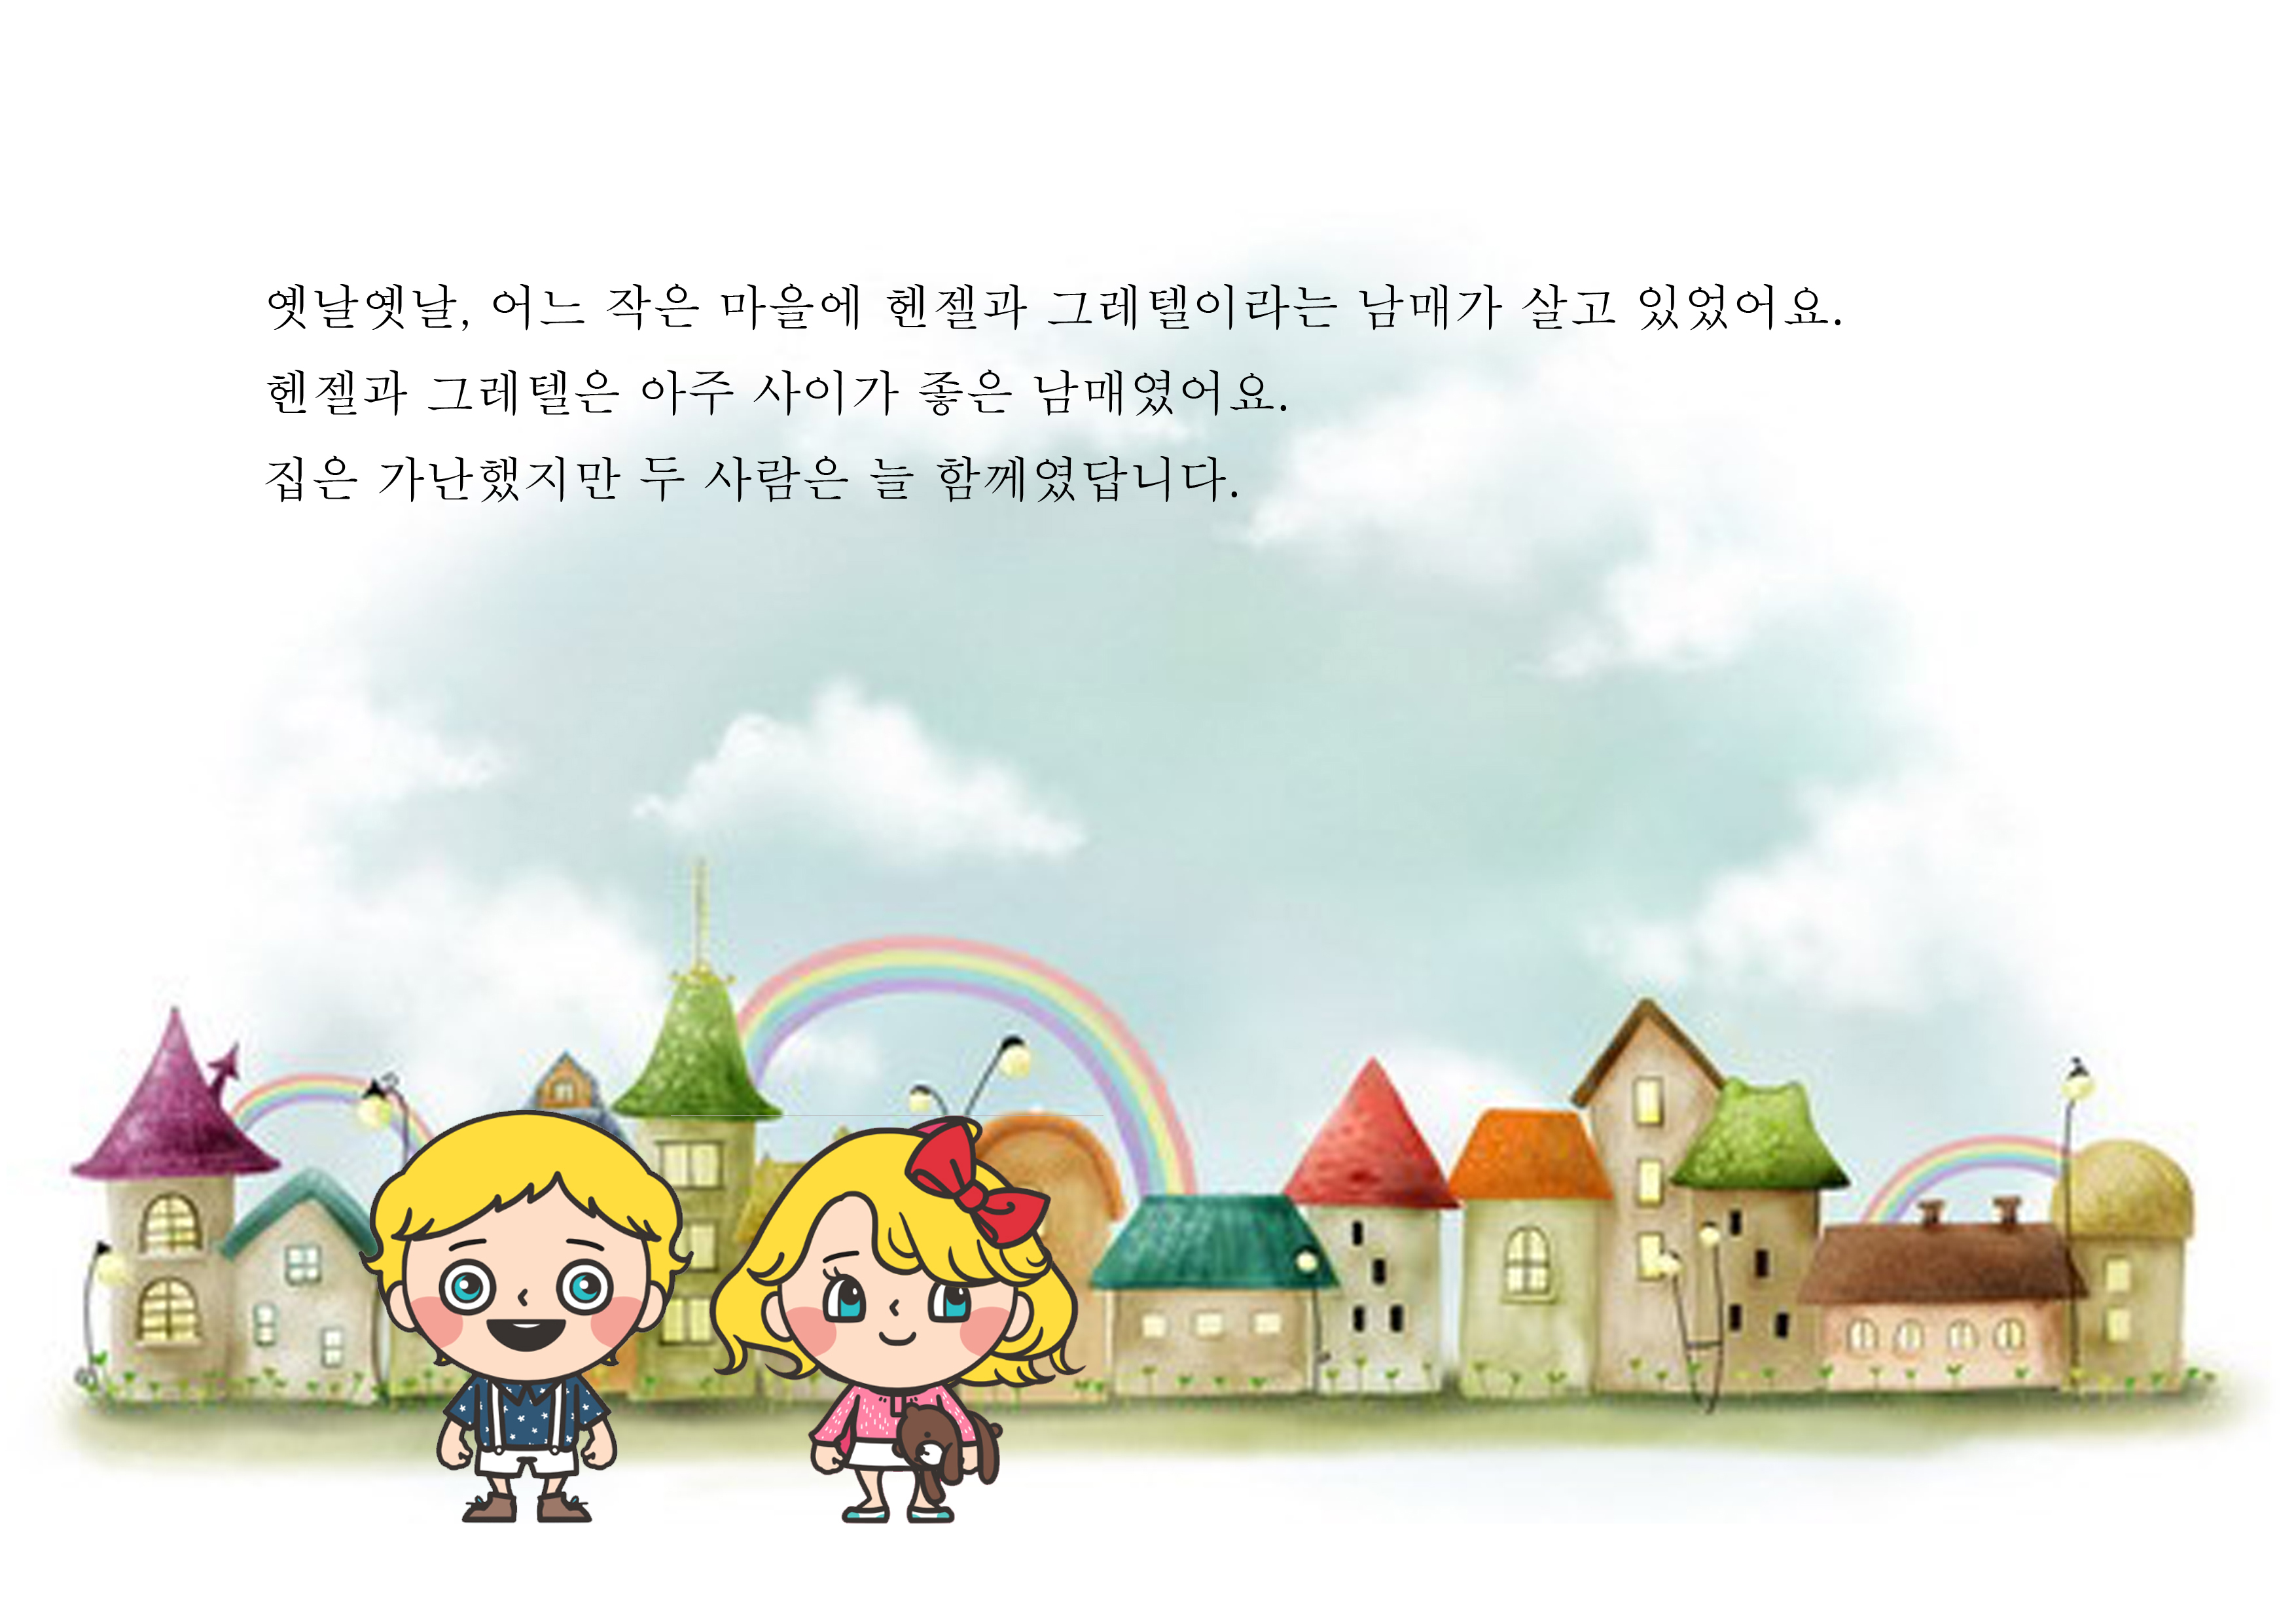 옛날옛날, 어느 작은 마을에 헨젤과 그레텔이라는 남매가 살고 있었어요.
헨젤과 그레텔은 아주 사이가 좋은 남매였어요.
집은 가난했지만 두 사람은 늘 함께였답니다.